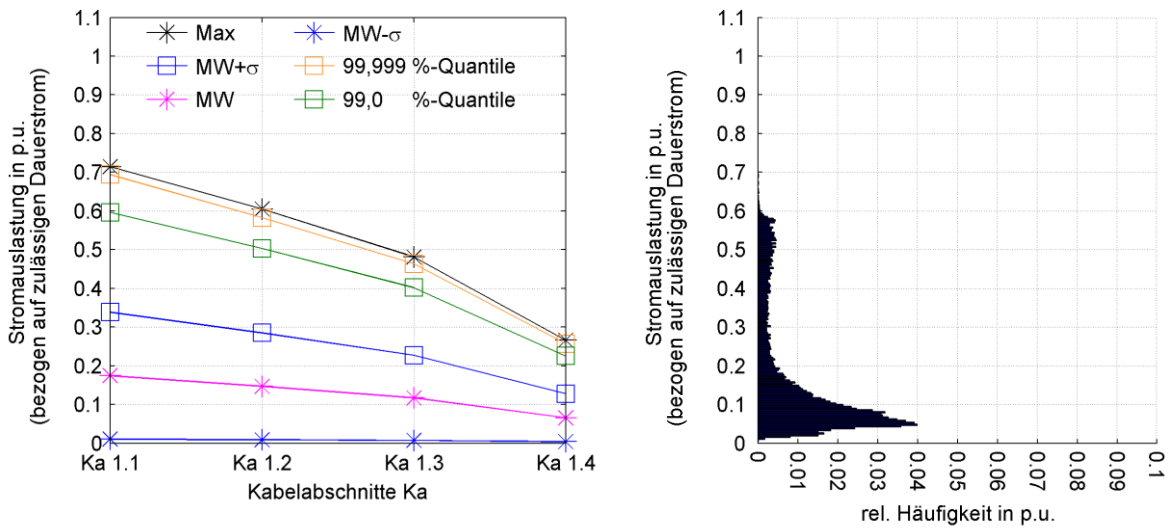 Stromauslastung in p.u.
(bezogen auf zulässigen Dauerstrom)
1.1
1
0.9
0.8
0.7
0.6
0.5
0.4
0.3
0.2
0.1
0
Max
MW+σ
MW
MW-σ
99,999 %-Quantile
99,0 %-Quantile
Ka 1.1 Ka 1.2 Ka 1.3 Ka 1.4
Kabelabschnitte Ka
Stromauslastung in p.u.
(bezogen auf zulässigen Dauerstrom)
1.1
1
0.9
0.8
0.7
0.6
0.5
0.4
0.3
0.2
0.1
0
0 0.01 0.02 0.03 0.04 0.05 0.06 0.07 0.08 0.09 0.1
rel. Häufigkeit in p.u.